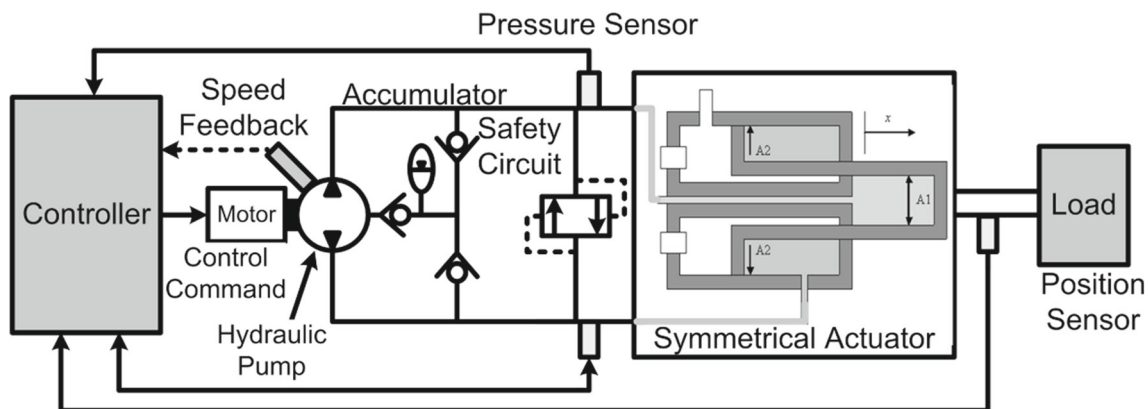 Pressure Sensor
Speed
Feedback
Accumulator
Safety
Circuit
x
A2
A1
A2
Controller
Motor
Load
Control
Command
Hydraulic
Pump
Symmetrical Actuator
Position
Sensor